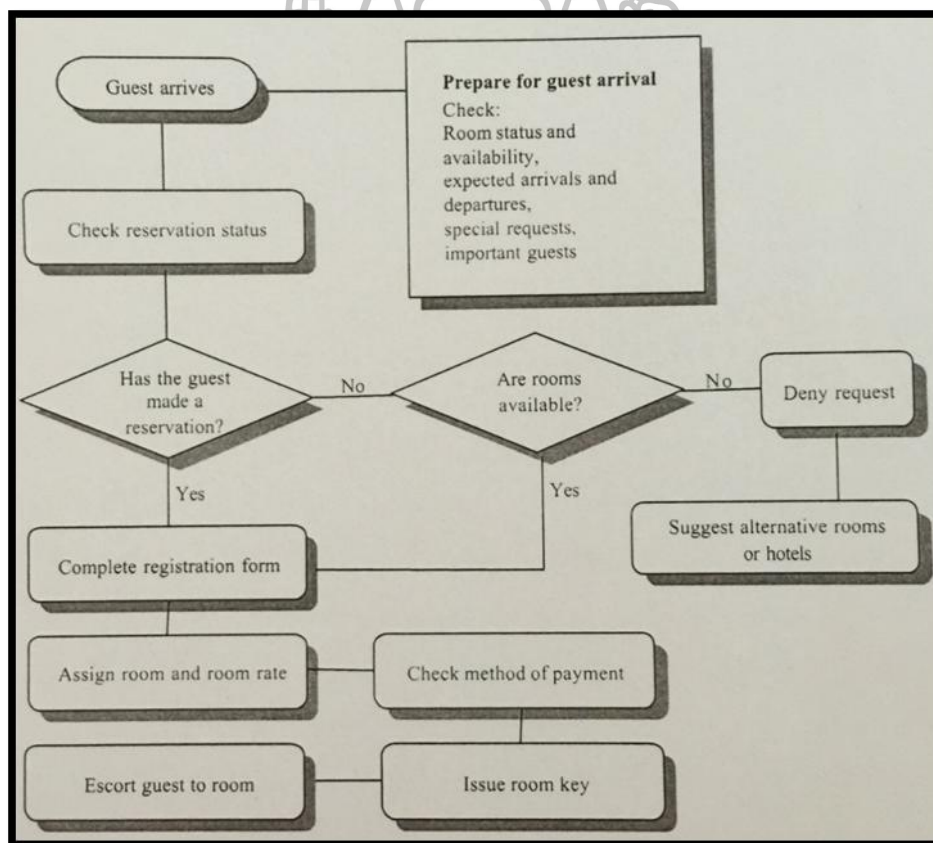 Guest arrives
Prepare for guest arrival
Check:
Room status and
availability,
expected arrivals and
departures,
special requests,
important guests
Check reservation status
Has the guest
made a
reservation?
No
Are rooms
available?
No
Deny request
Yes
Yes
Suggest alternative rooms
or hotels
Complete registration form
Assign room and room rate
Check method of payment
Escort guest to room
Issue room key